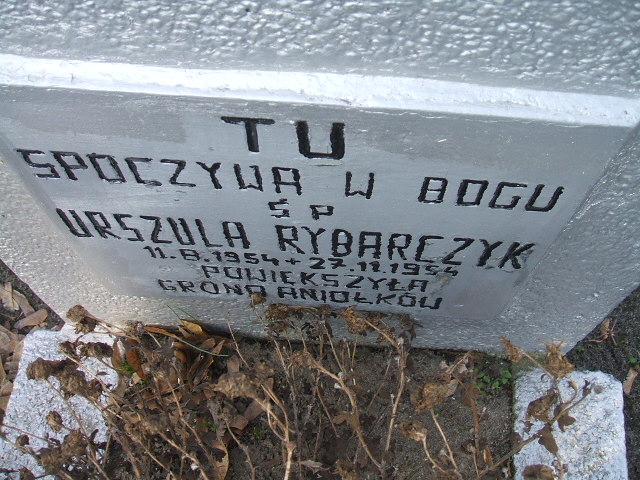 TU
SPOCZYWA W BOGU
ŚP
URSZULA RYBARCZYK
11.8.1954 + 27.11.1954
POWIĘKSZYŁA
GRONO ANIOŁKÓW